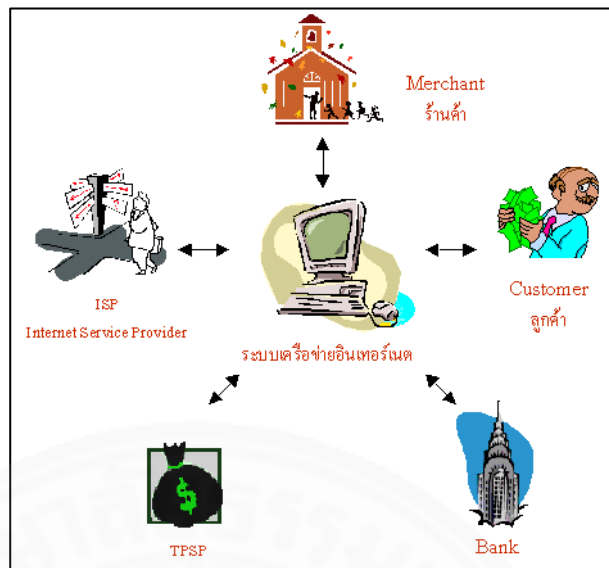 Merchant
ร้านค้า
ISP
Internet Service Provider
Customer
ลูกค้า
ระบบเครือข่ายอินเทอร์เนต
$
TPSP
Bank